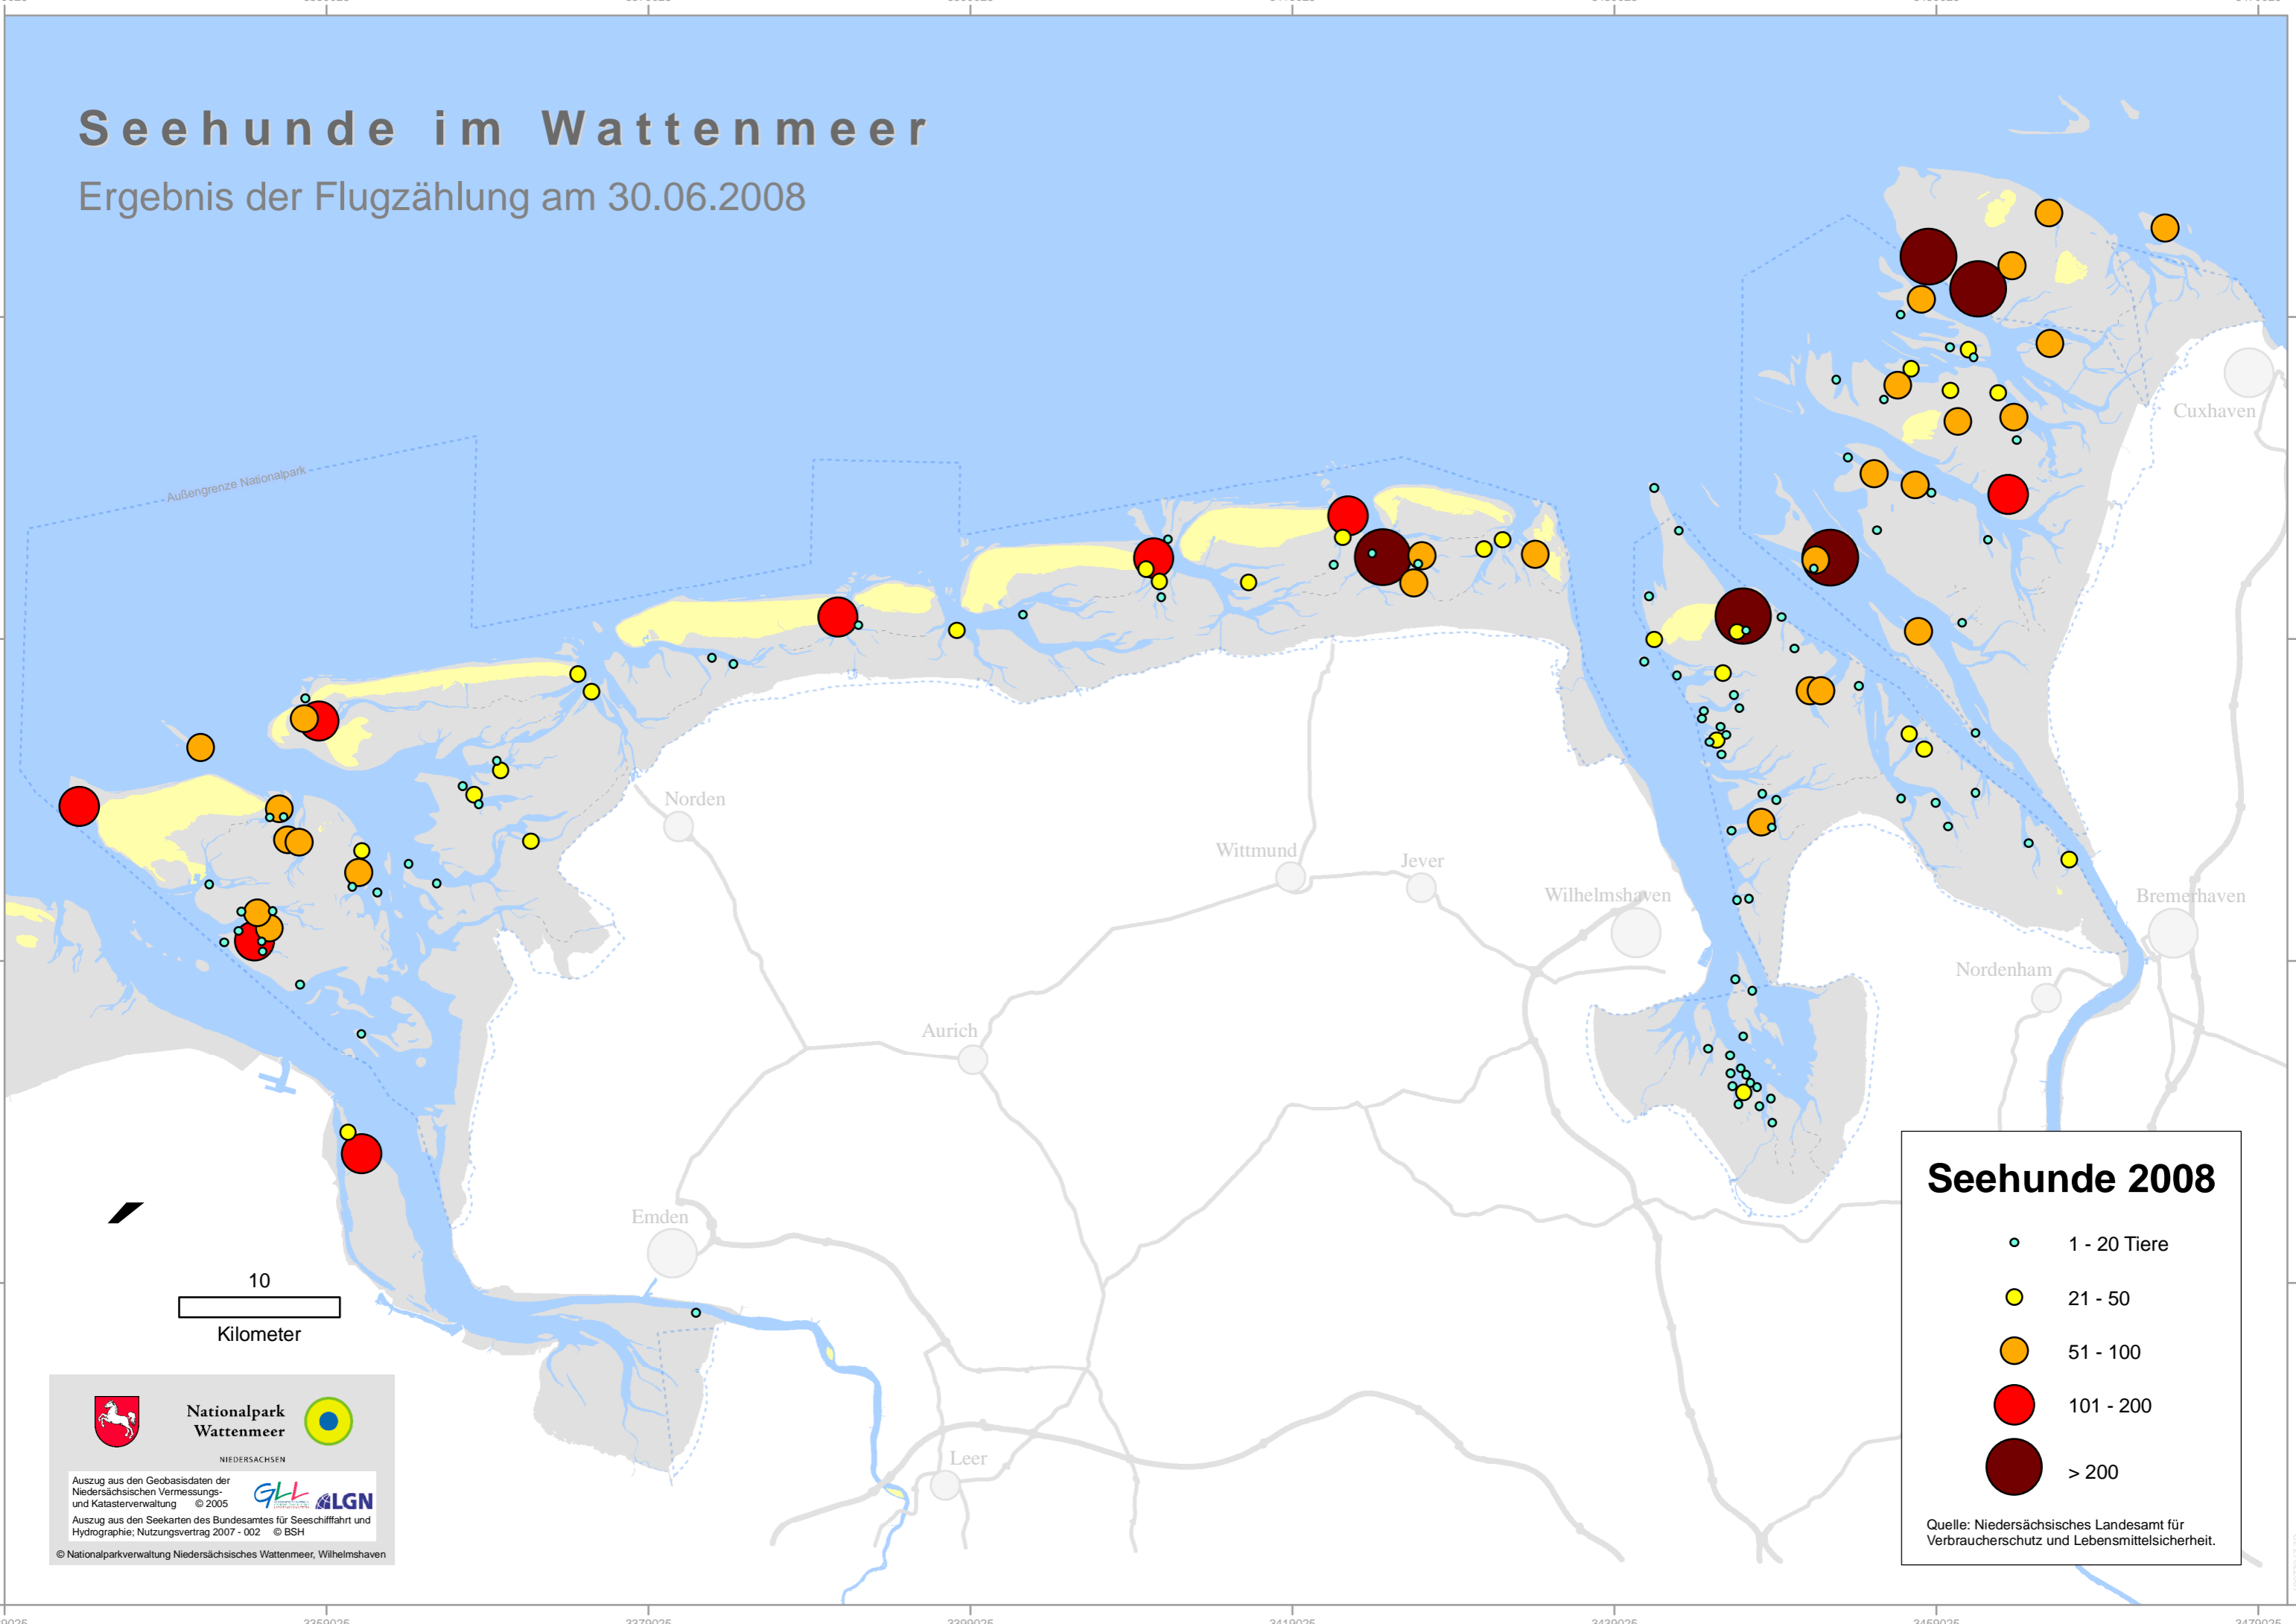 Seehunde im Wattenmeer
Ergebnis der Flugzählung am 30.06.2008
Außengrenze Nationalpark
Cuxhaven
Norden
Wittmund
Jever
Wilhelmshaven
Bremerhaven
Nordenham
Aurich
Emden
Leer
10
Kilometer
Nationalpark
Wattenmeer
NIEDERSACHSEN
Auszug aus den Geobasisdaten der
Niedersächsischen Vermessungs-
und Katasterverwaltung © 2005
GLL
LGN
Auszug aus den Seekarten des Bundesamtes für Seeschifffahrt und
Hydrographie; Nutzungsvertrag 2007 - 002 © BSH
© Nationalparkverwaltung Niedersächsisches Wattenmeer, Wilhelmshaven
Seehunde 2008
1 - 20 Tiere
21 - 50
51 - 100
101 - 200
> 200
Quelle: Niedersächsisches Landesamt für
Verbraucherschutz und Lebensmittelsicherheit.